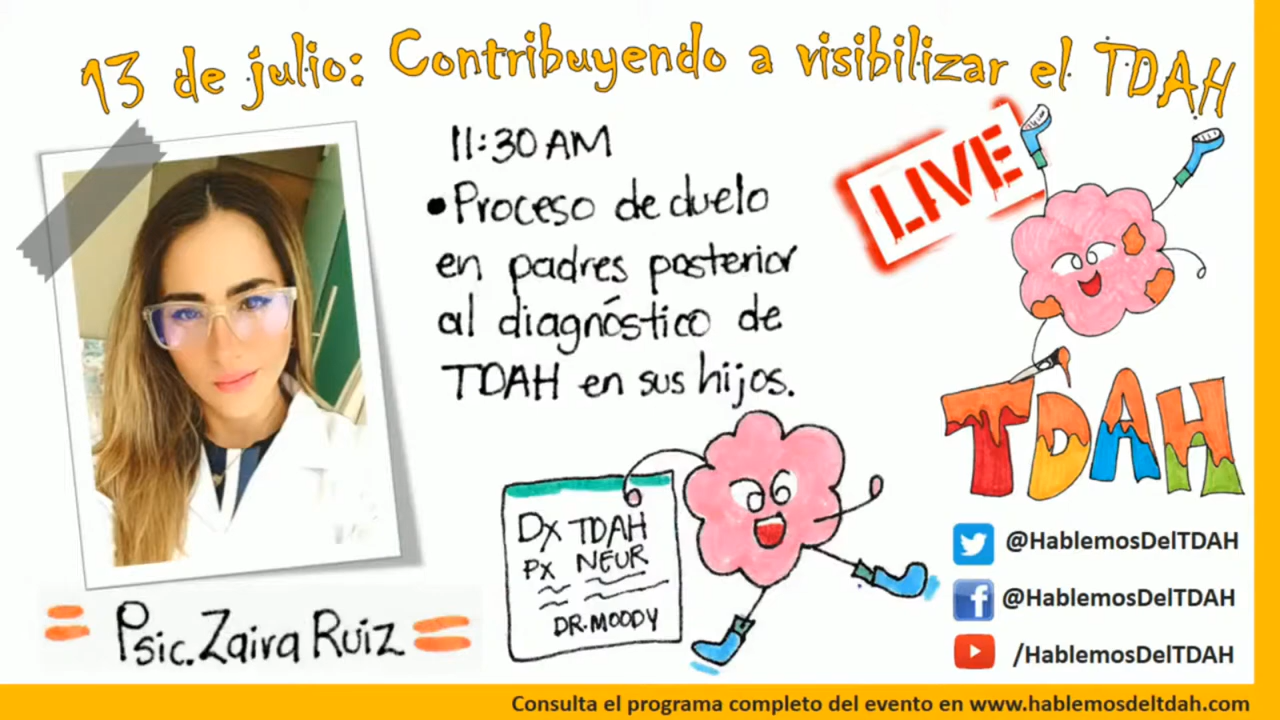 13 de julio: Contribuyendo a visibilizar el TDAH
11:30 AM
• Proceso de duelo
en padres posterior
al diagnóstico de
TDAH en sus hijos.
LIVE
TDAH
Dx TDAH
Px NEUR
DR. MOODY
= Psic. Zaira Ruiz =
@HablemosDelTDAH
@HablemosDelTDAH
/HablemosDelTDAH
Consulta el programa completo del evento en www.hablemosdeltdah.com